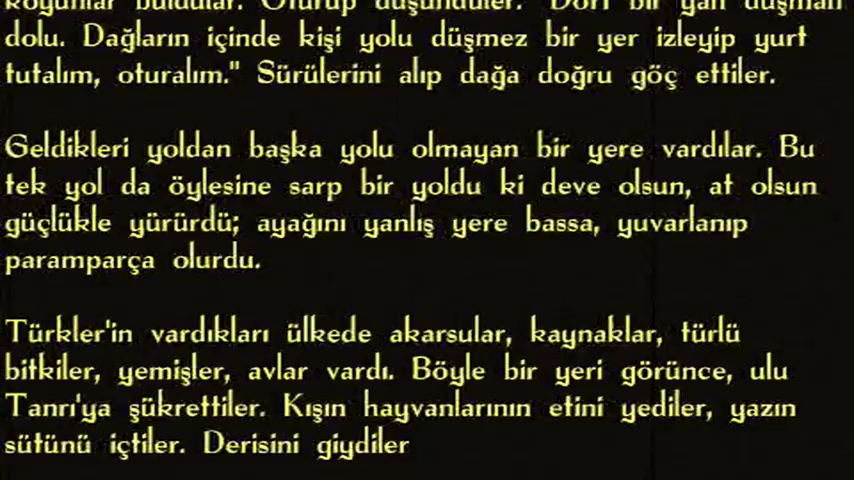 koyunlar buldular. Oturup düşündüler: "Dört bir yan düşman
dolu. Dağların içinde kişi yolu düşmez bir yer izleyip yurt
tutalım, oturalım." Sürülerini alıp dağa doğru göç ettiler.
Geldikleri yoldan başka yolu olmayan bir yere vardılar. Bu
tek yol da öylesine sarp bir yoldu ki deve olsun, at olsun
güçlükle yürürdü; ayağını yanlış yere bassa, yuvarlanıp
paramparça olurdu.
Türkler'in vardıkları ülkede akarsular, kaynaklar, türlü
bitkiler, yemişler, avlar vardı. Böyle bir yeri görünce, ulu
Tanrı'ya şükrettiler. Kışın hayvanlarının etini yediler, yazın
sütünü içtiler. Derisini giydiler